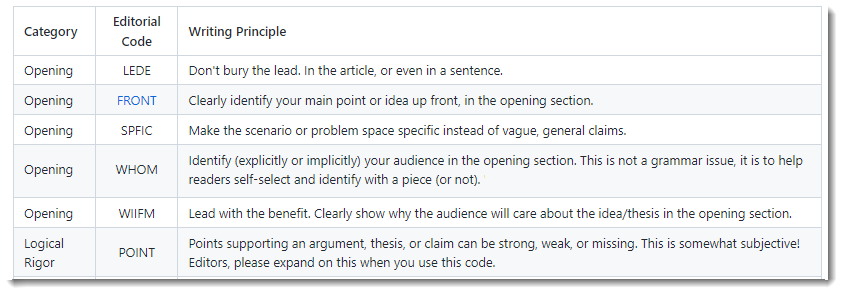 Category Editorial Code Writing Principle
Opening LEDE Don't bury the lead. In the article, or even in a sentence.
Opening FRONT Clearly identify your main point or idea up front, in the opening section.
Opening SPFIC Make the scenario or problem space specific instead of vague, general claims.
Opening WHOM Identify (explicitly or implicitly) your audience in the opening section. This is not a grammar issue, it is to help
readers self-select and identify with a piece (or not).
Opening WIIFM Lead with the benefit. Clearly show why the audience will care about the idea/thesis in the opening section.
Logical Rigor POINT Points supporting an argument, thesis, or claim can be strong, weak, or missing. This is somewhat subjective!
Editors, please expand on this when you use this code.